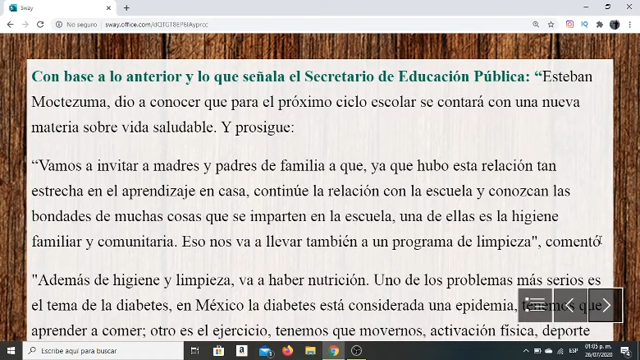 Sway
No seguro
sway.office.com/dCITGT8EPEIAyprcc
Con base a lo anterior y lo que señala el Secretario de Educación Pública: “Esteban
Moctezuma, dio a conocer que para el próximo ciclo escolar se contará con una nueva
materia sobre vida saludable. Y prosigue:
“Vamos a invitar a madres y padres de familia a que, ya que hubo esta relación tan
estrecha en el aprendizaje en casa, continúe la relación con la escuela y conozcan las
bondades de muchas cosas que se imparten en la escuela, una de ellas es la higiene
familiar y comunitaria. Eso nos va a llevar también a un programa de limpieza", comentó
"Además de higiene y limpieza, va a haber nutrición. Uno de los problemas más serios es
el tema de la diabetes, en México la diabetes está considerada una epidemia, tenemos que
aprender a comer; otro es el ejercicio, tenemos que movernos, activación física, deporte
Escribe aquí para buscar
ESP
01:05 p. m.
26/07/2020